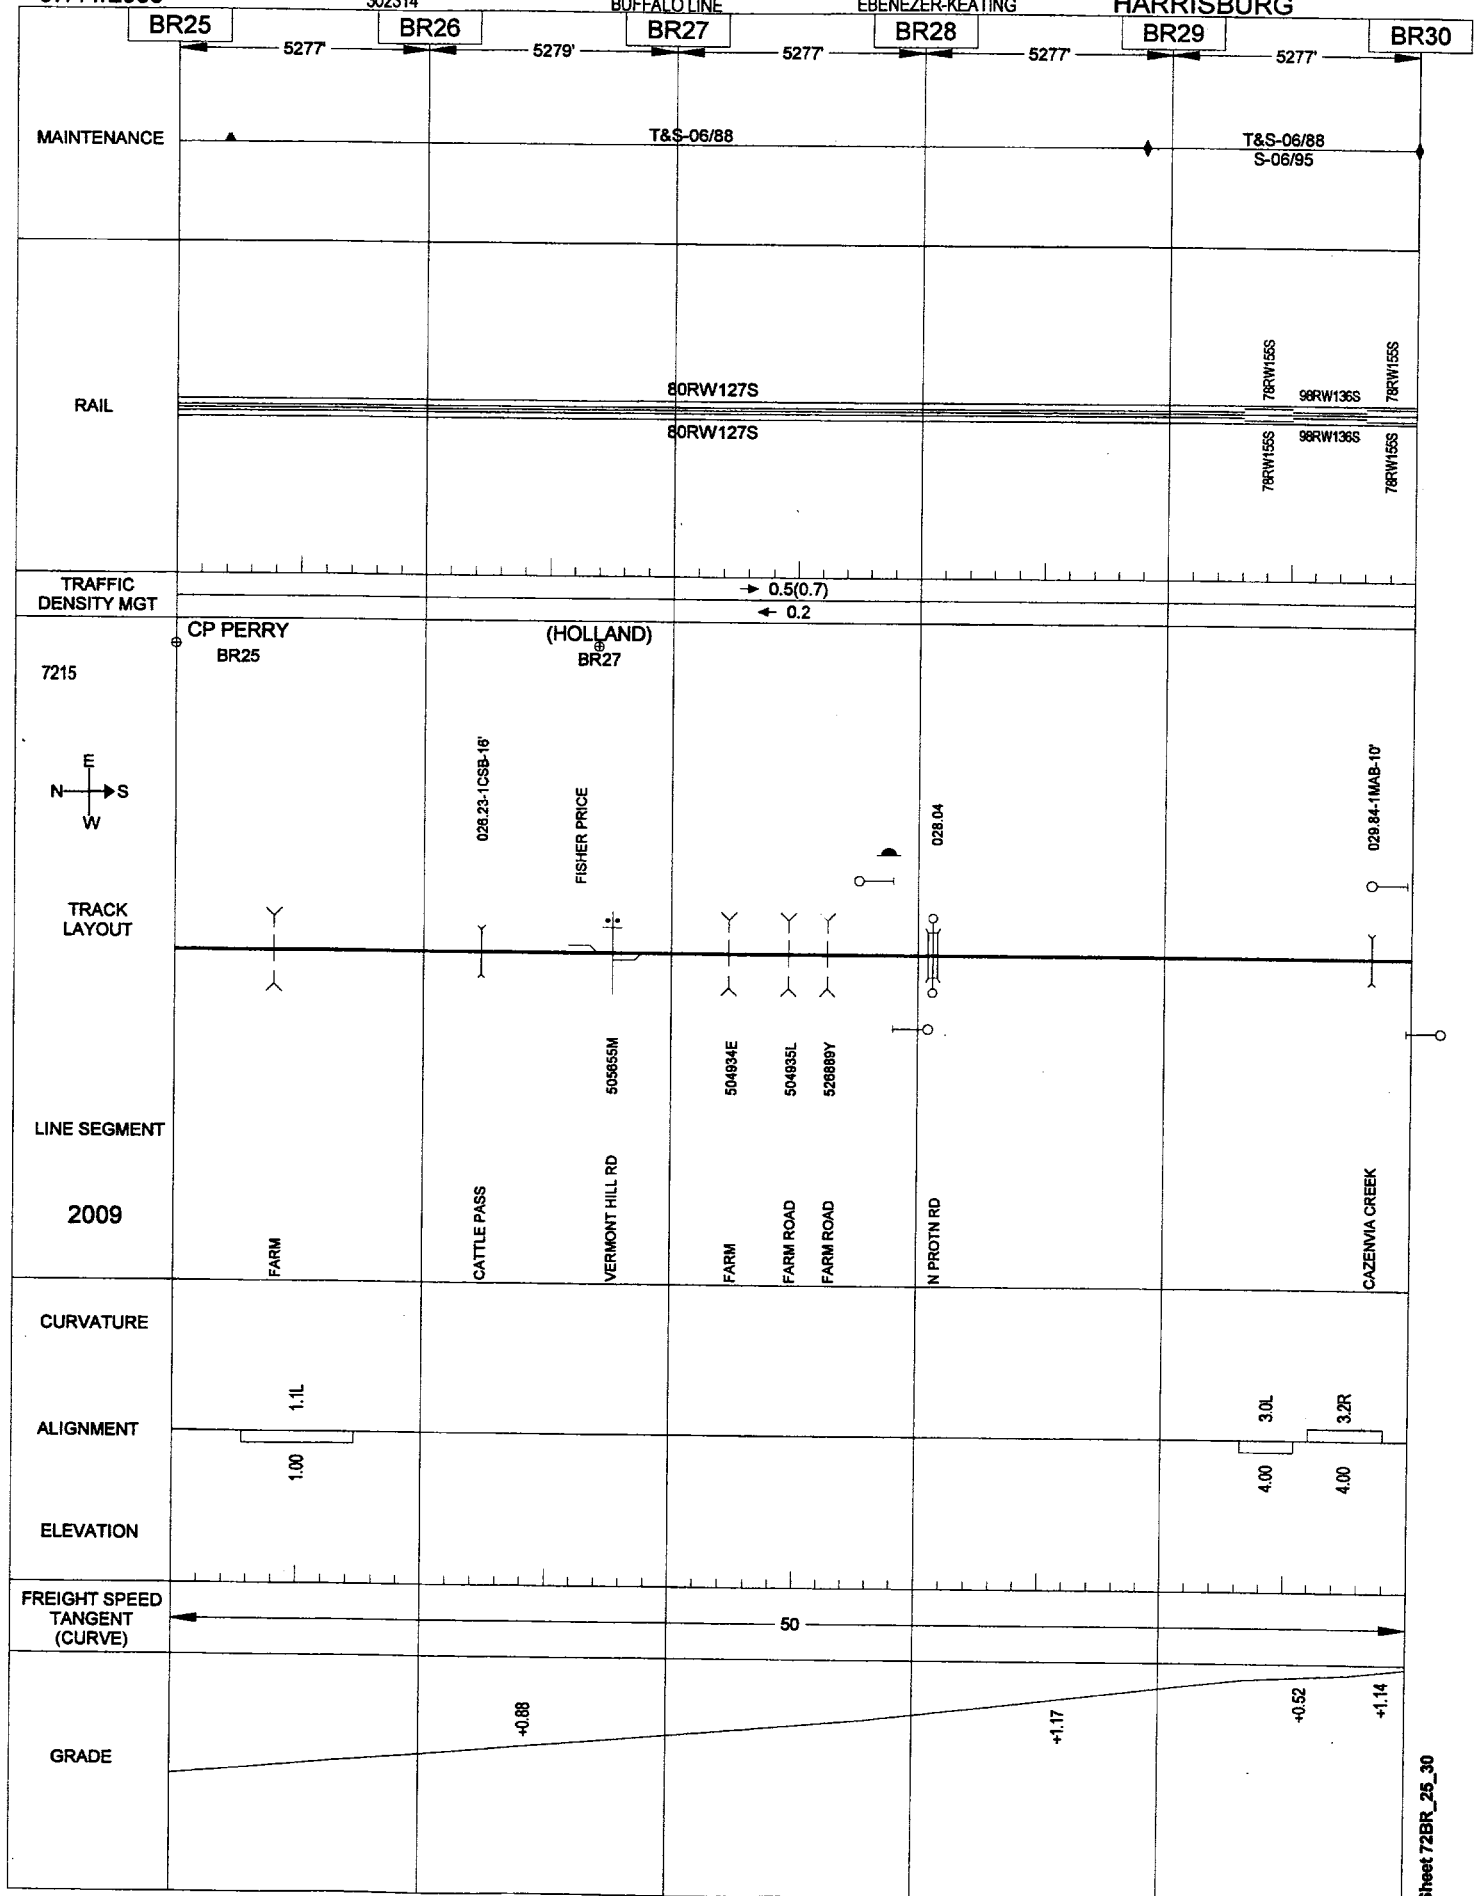 302314
BUFFALO LINE
EBENEZER-KEATING
HARRISBURG
BR25
BR26
BR27
BR28
BR29
BR30
5277'
5279'
5277'
5277'
5277'
MAINTENANCE
T&S-06/88
T&S-06/88
S-06/95
RAIL
80RW127S
80RW127S
78RW155S
98RW136S
78RW155S
78RW155S
98RW136S
78RW155S
TRAFFIC
DENSITY MGT
0.5(0.7)
0.2
CP PERRY
BR25
(HOLLAND)
BR27
7215
E
N
S
W
026.23-1CSB-16'
FISHER PRICE
028.04
029.84-1MAB-10'
TRACK
LAYOUT
505655M
504934E
504935L
526889Y
LINE SEGMENT
2009
FARM
CATTLE PASS
VERMONT HILL RD
FARM
FARM ROAD
FARM ROAD
N PROTN RD
CAZENVIA CREEK
CURVATURE
1.1L
3.0L
3.2R
ALIGNMENT
1.00
4.00
4.00
ELEVATION
FREIGHT SPEED
TANGENT
(CURVE)
50
GRADE
+0.88
+1.17
+0.52
+1.14
Sheet 72BR_25_30